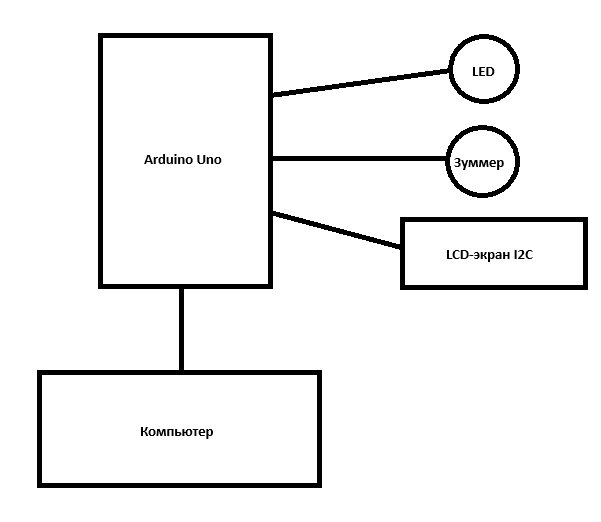 LED
Arduino Uno
Зуммер
LCD-экран I2C
Компьютер